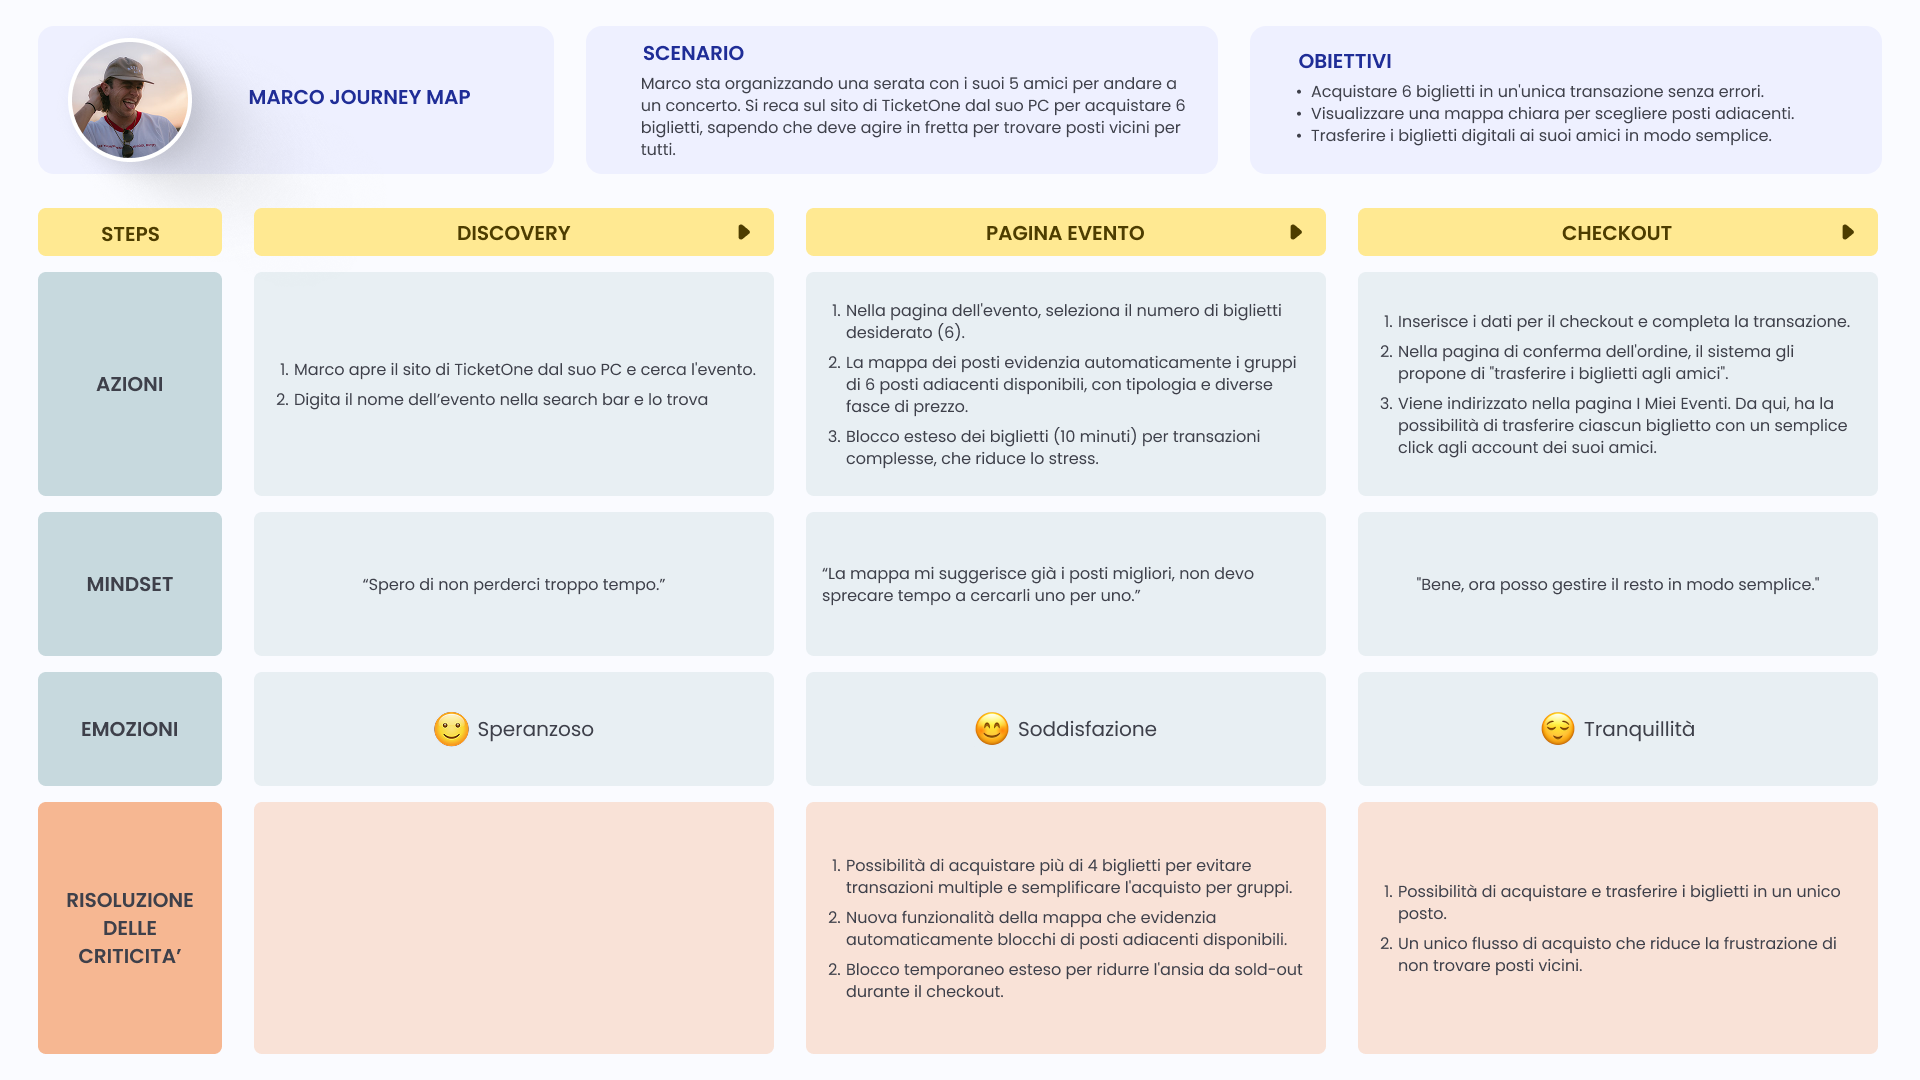 MARCO JOURNEY MAP
SCENARIO
Marco sta organizzando una serata con i suoi 5 amici per andare a
un concerto. Si reca sul sito di TicketOne dal suo PC per acquistare 6
biglietti, sapendo che deve agire in fretta per trovare posti vicini per
tutti.
OBIETTIVI
• Acquistare 6 biglietti in un'unica transazione senza errori.
• Visualizzare una mappa chiara per scegliere posti adiacenti.
• Trasferire i biglietti digitali ai suoi amici in modo semplice.
STEPS
DISCOVERY
PAGINA EVENTO
CHECKOUT
AZIONI
1. Marco apre il sito di TicketOne dal suo PC e cerca l'evento.
2. Digita il nome dell’evento nella search bar e lo trova
1. Nella pagina dell'evento, seleziona il numero di biglietti
desiderato (6).
2. La mappa dei posti evidenzia automaticamente i gruppi
di 6 posti adiacenti disponibili, con tipologia e diverse
fasce di prezzo.
3. Blocco esteso dei biglietti (10 minuti) per transazioni
complesse, che riduce lo stress.
1. Inserisce i dati per il checkout e completa la transazione.
2. Nella pagina di conferma dell'ordine, il sistema gli
propone di "trasferire i biglietti agli amici".
3. Viene indirizzato nella pagina I Miei Eventi. Da qui, ha la
possibilità di trasferire ciascun biglietto con un semplice
click agli account dei suoi amici.
MINDSET
“Spero di non perderci troppo tempo.”
“La mappa mi suggerisce già i posti migliori, non devo
sprecare tempo a cercarli uno per uno.”
"Bene, ora posso gestire il resto in modo semplice."
EMOZIONI
Speranzoso
Soddisfazione
Tranquillità
RISOLUZIONE
DELLE
CRITICITA’
1. Possibilità di acquistare più di 4 biglietti per evitare
transazioni multiple e semplificare l'acquisto per gruppi.
2. Nuova funzionalità della mappa che evidenzia
automaticamente blocchi di posti adiacenti disponibili.
2. Blocco temporaneo esteso per ridurre l'ansia da sold-out
durante il checkout.
1. Possibilità di acquistare e trasferire i biglietti in un unico
posto.
2. Un unico flusso di acquisto che riduce la frustrazione di
non trovare posti vicini.